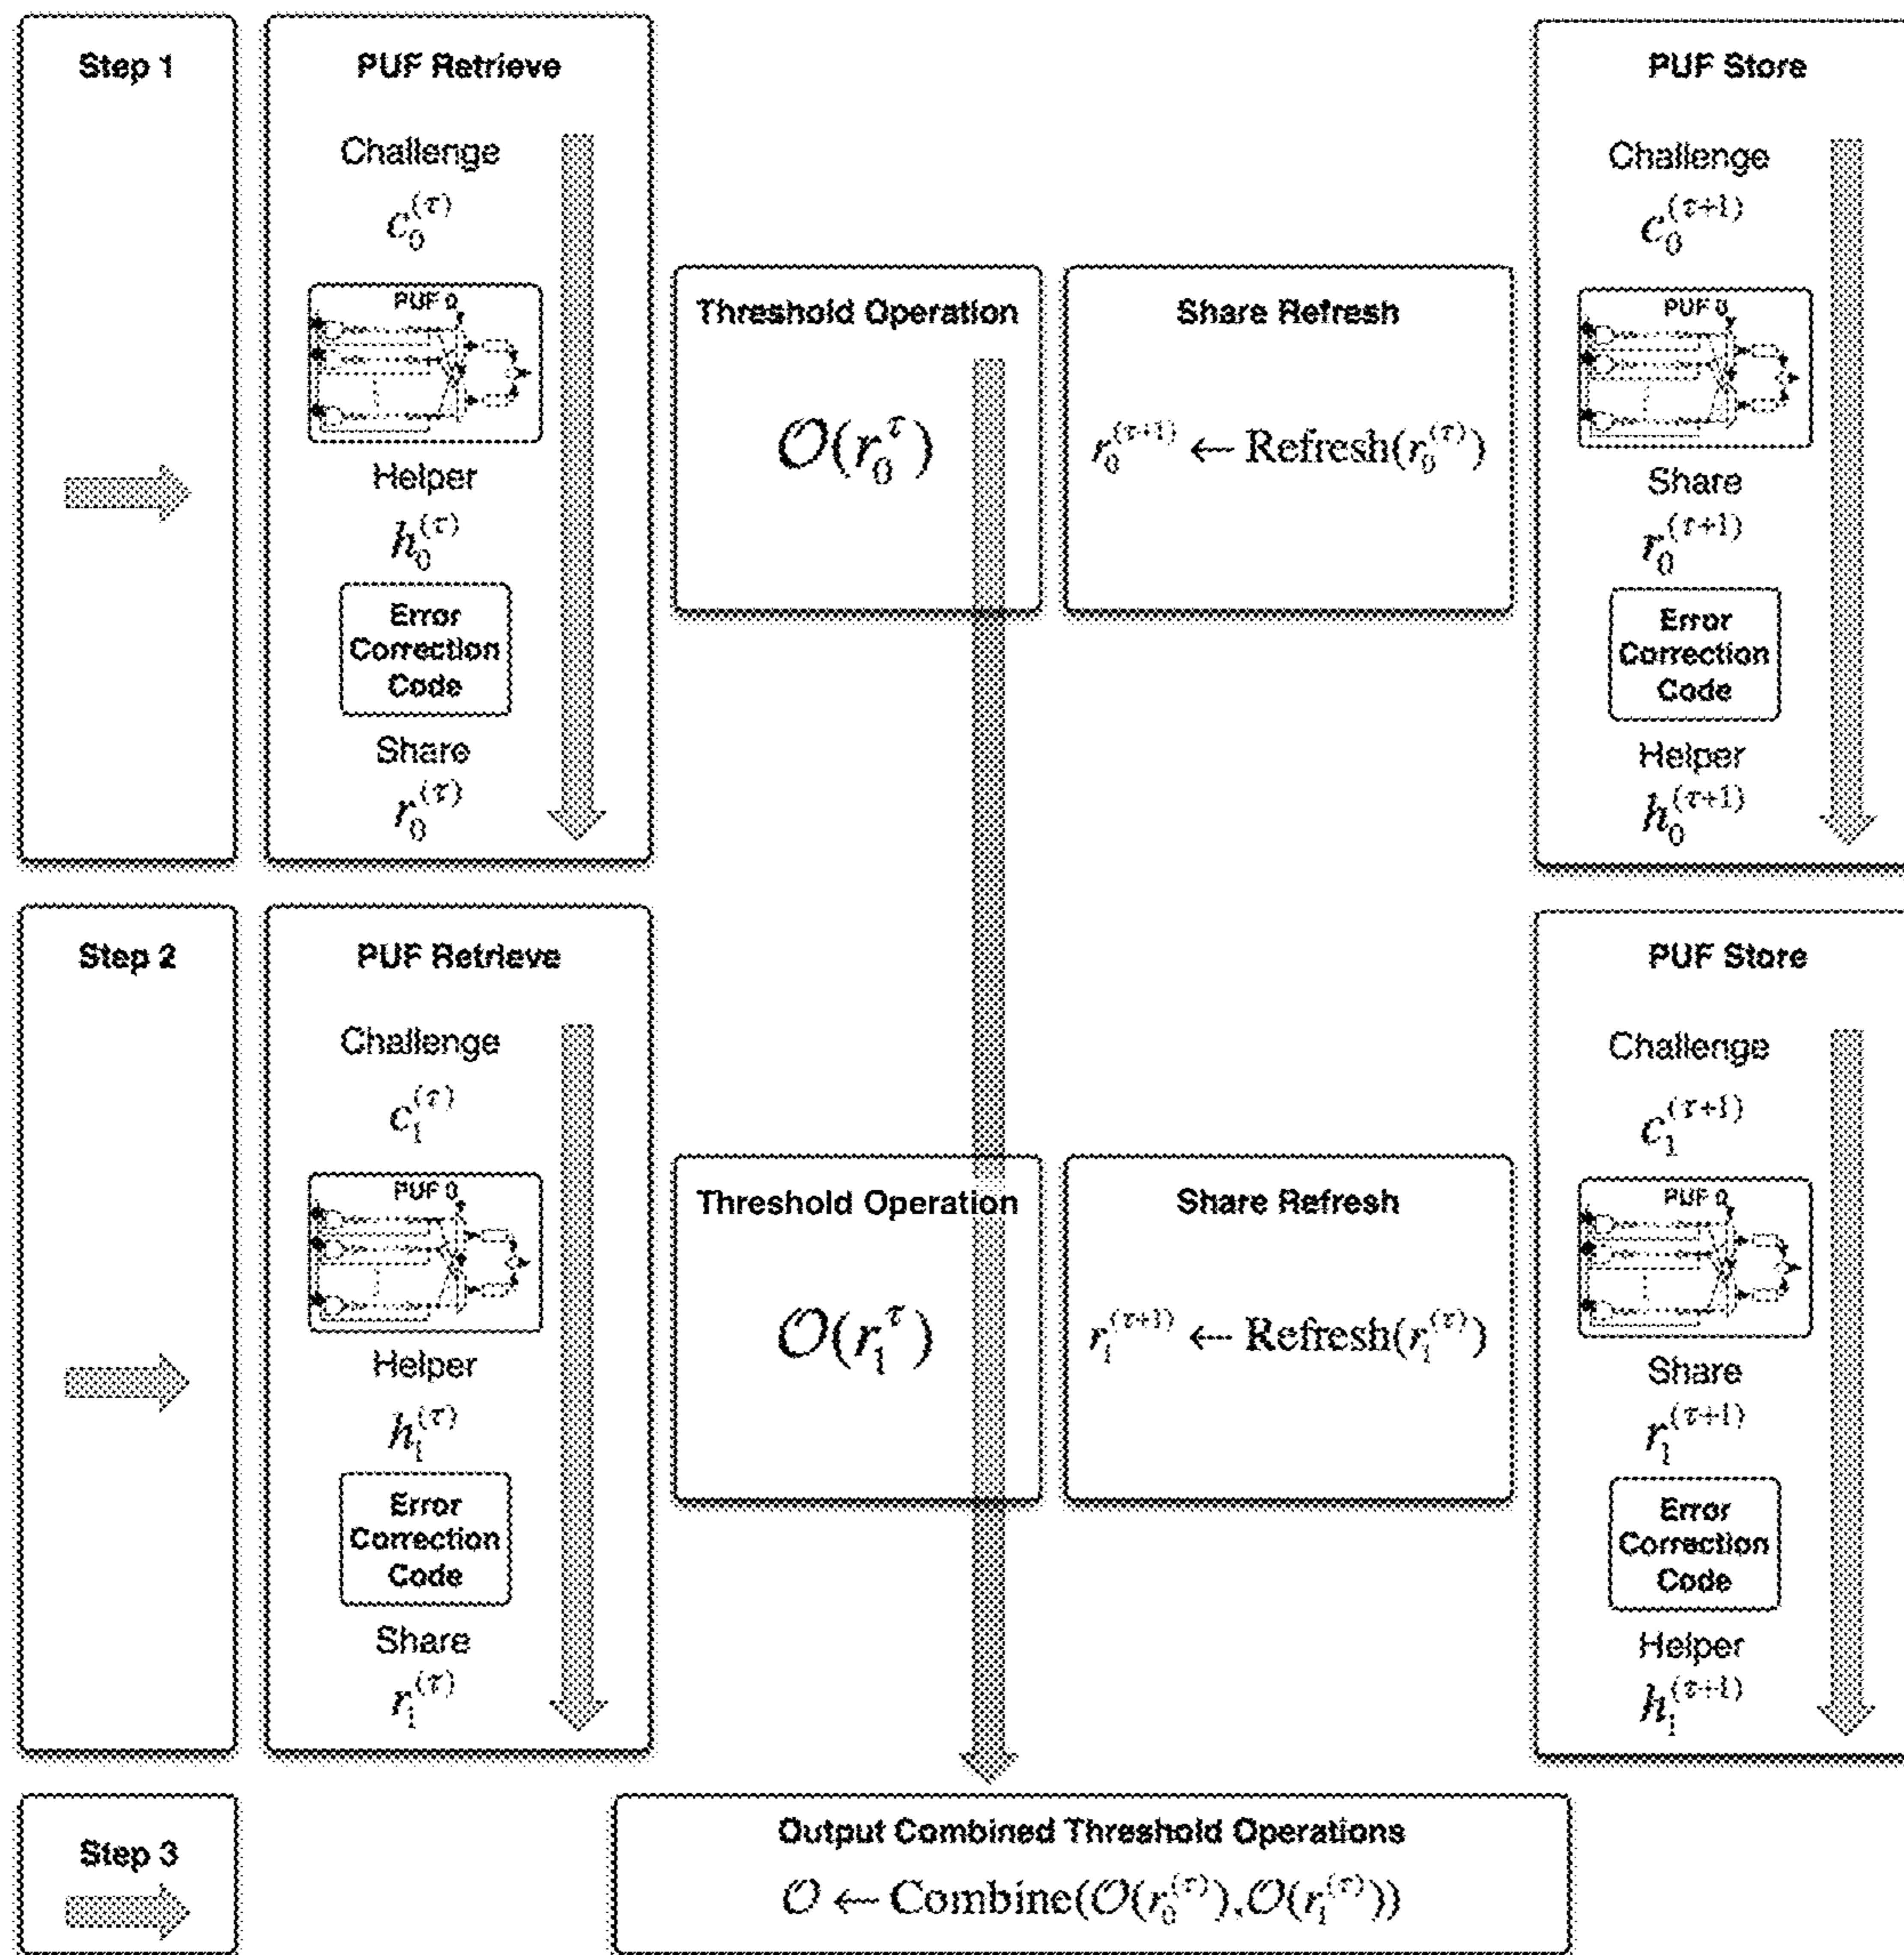 Step 1
PUF Retrieve
Challenge
c_0^{(τ)}
PUF 0
Helper
h_0^{(τ)}
Error
Correction
Code
Share
r_0^{(τ)}
Threshold Operation
𝒪(r_0^τ)
Share Refresh
r_0^{(τ+1)} ← Refresh(r_0^{(τ)})
PUF Store
Challenge
c_0^{(τ+1)}
PUF 0
Share
r_0^{(τ+1)}
Error
Correction
Code
Helper
h_0^{(τ+1)}
Step 2
PUF Retrieve
Challenge
c_1^{(τ)}
PUF 0
Helper
h_1^{(τ)}
Error
Correction
Code
Share
r_1^{(τ)}
Threshold Operation
𝒪(r_1^τ)
Share Refresh
r_1^{(τ+1)} ← Refresh(r_1^{(τ)})
PUF Store
Challenge
c_1^{(τ+1)}
PUF 0
Share
r_1^{(τ+1)}
Error
Correction
Code
Helper
h_1^{(τ+1)}
Step 3
Output Combined Threshold Operations
𝒪 ← Combine(𝒪(r_0^{(τ)}),𝒪(r_1^{(τ)}))